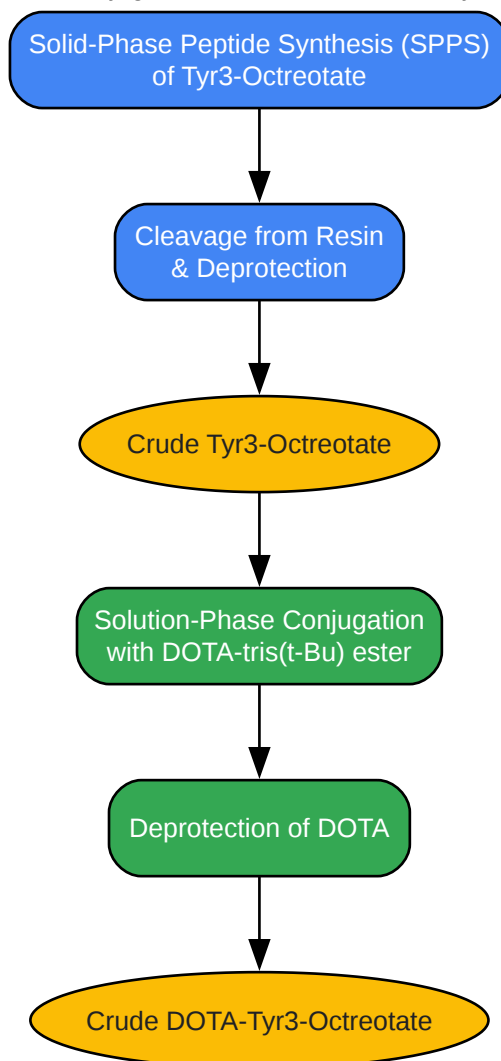 Solid-Phase Peptide Synthesis (SPPS)
of Tyr3-Octreotate
Cleavage from Resin
& Deprotection
Crude Tyr3-Octreotate
Solution-Phase Conjugation
with DOTA-tris(t-Bu) ester
Deprotection of DOTA
Crude DOTA-Tyr3-Octreotate